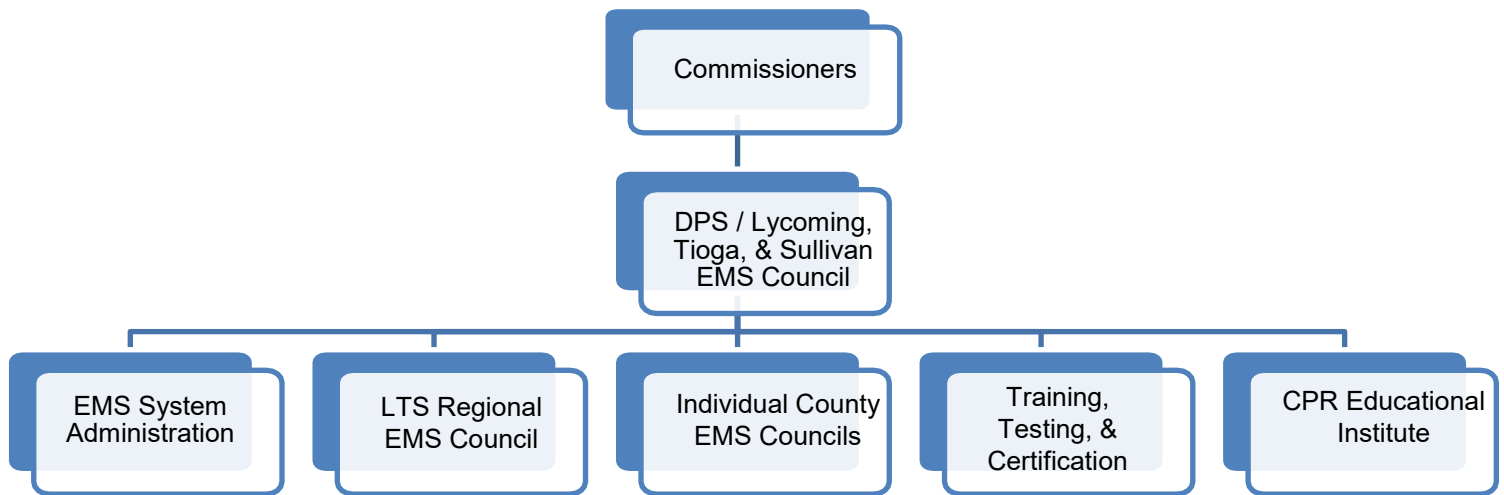 Commissioners
DPS / Lycoming,
Tioga, & Sullivan
EMS Council
EMS System
Administration
LTS Regional
EMS Council
Individual County
EMS Councils
Training,
Testing, &
Certification
CPR Educational
Institute